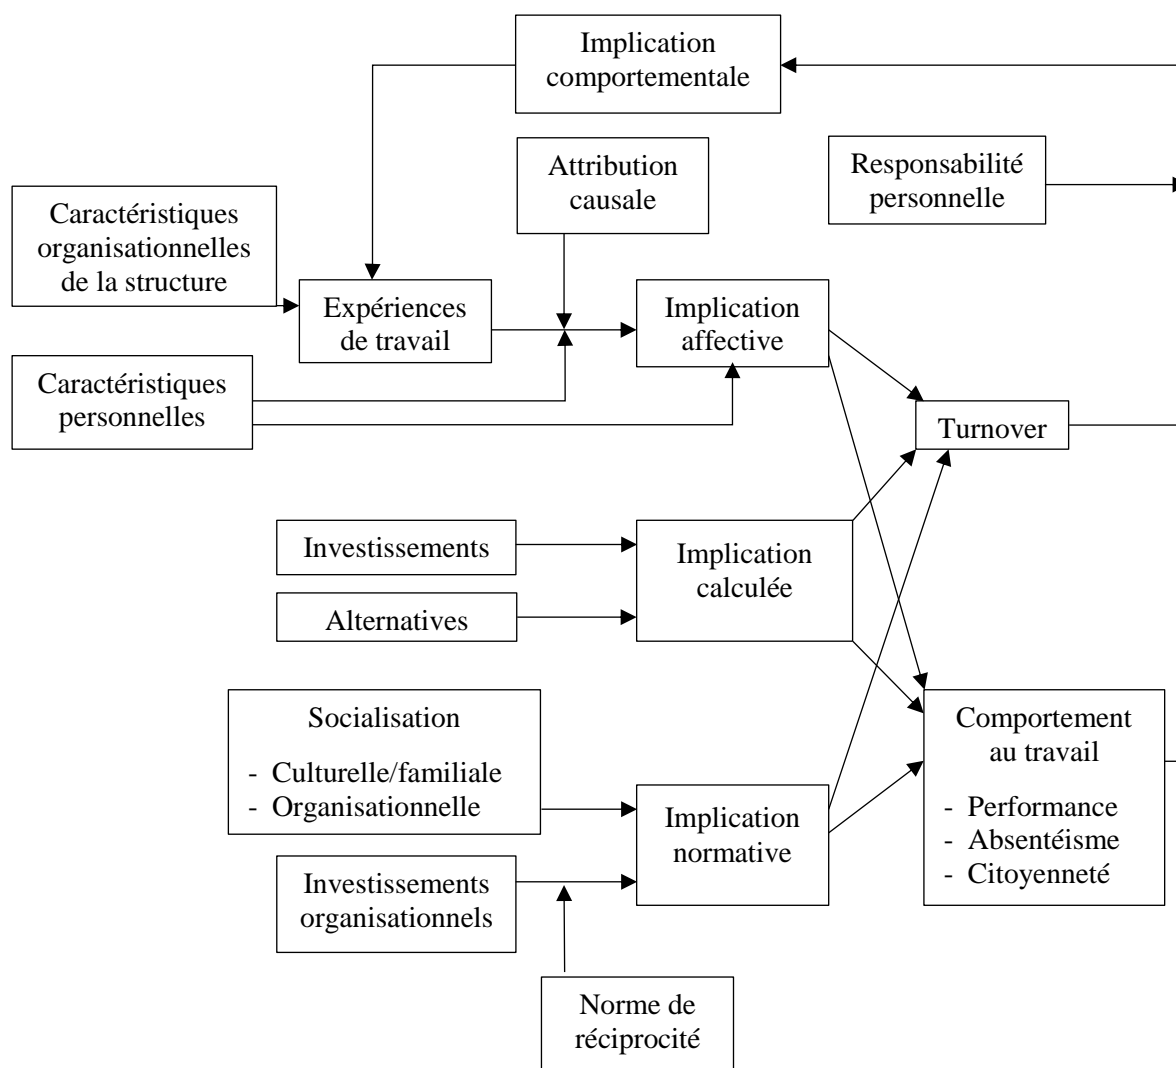 Implication
comportementale
Attribution
causale
Responsabilité
personnelle
Caractéristiques
organisationnelles
de la structure
Expériences
de travail
Implication
affective
Caractéristiques
personnelles
Turnover
Investissements
Implication
calculée
Alternatives
Socialisation
- Culturelle/familiale
- Organisationnelle
Implication
normative
Comportement
au travail
- Performance
- Absentéisme
- Citoyenneté
Investissements
organisationnels
Norme de
réciprocité